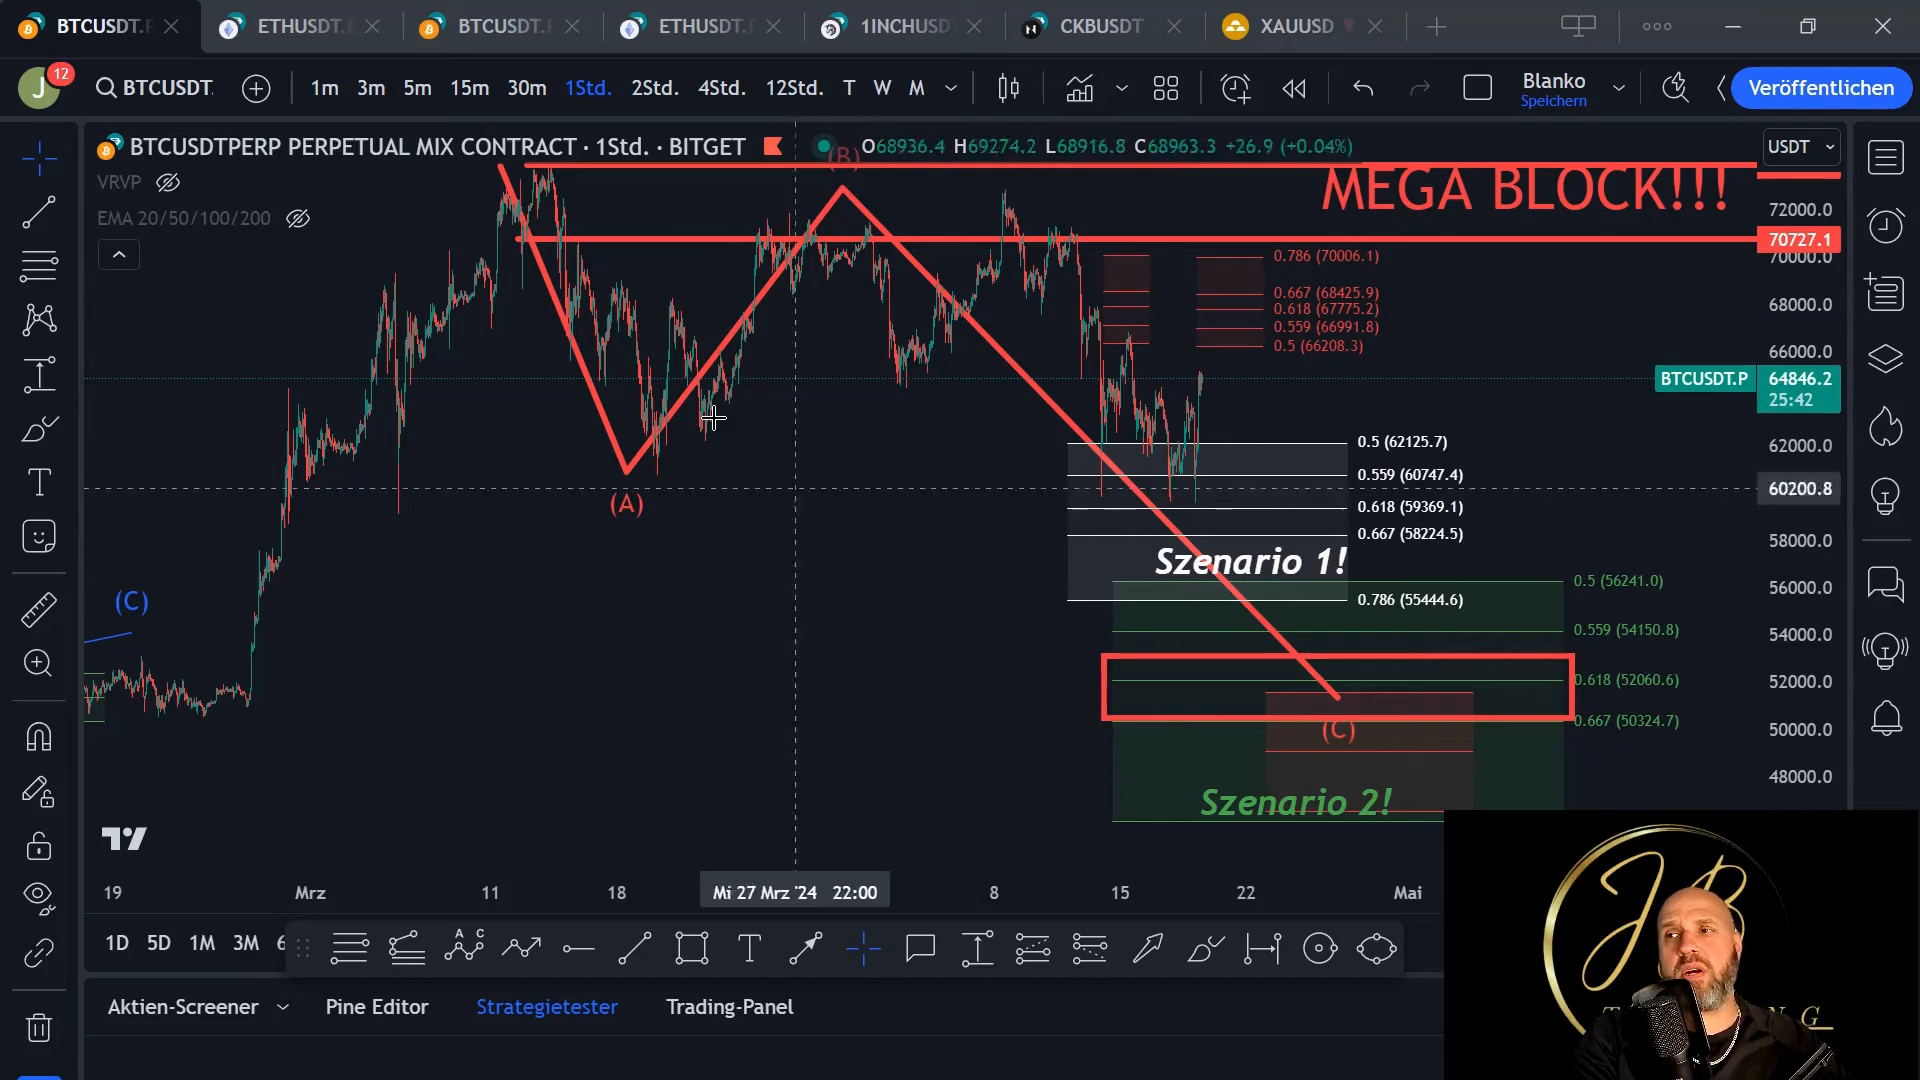 BTCUSDT.P
ETHUSDT.
BTCUSDT.P
ETHUSDT.
1INCHUSDT
CKBUSDT
XAUUSD
J
12
BTCUSDT.
1m 3m 5m 15m 30m 1Std. 2Std. 4Std. 12Std. T W M
Blanko
Speichern
Veröffentlichen
BTCUSDTPERP PERPETUAL MIX CONTRACT · 1Std. · BITGET
O68936.4 H69274.2 L68916.8 C68963.3 +26.9 (+0.04%)
USDT
VRVP
EMA 20/50/100/200
(B)
MEGA BLOCK!!!
72000.0
70727.1
70000.0
0.786 (70006.1)
0.667 (68425.9)
68000.0
0.618 (67775.2)
0.559 (66991.8)
0.5 (66208.3)
66000.0
BTCUSDT.P
64846.2
25:42
0.5 (62125.7)
62000.0
0.559 (60747.4)
60200.8
(A)
0.618 (59369.1)
0.667 (58224.5)
58000.0
Szenario 1!
0.5 (56241.0)
56000.0
0.786 (55444.6)
(C)
0.559 (54150.8)
54000.0
0.618 (52060.6)
52000.0
0.667 (50324.7)
50000.0
(C)
48000.0
Szenario 2!
19 Mrz 11 18 Mi 27 Mrz '24 22:00 8 15 22 Mai
1D 5D 1M 3M 6
A C
T
Aktien-Screener Pine Editor Strategietester Trading-Panel